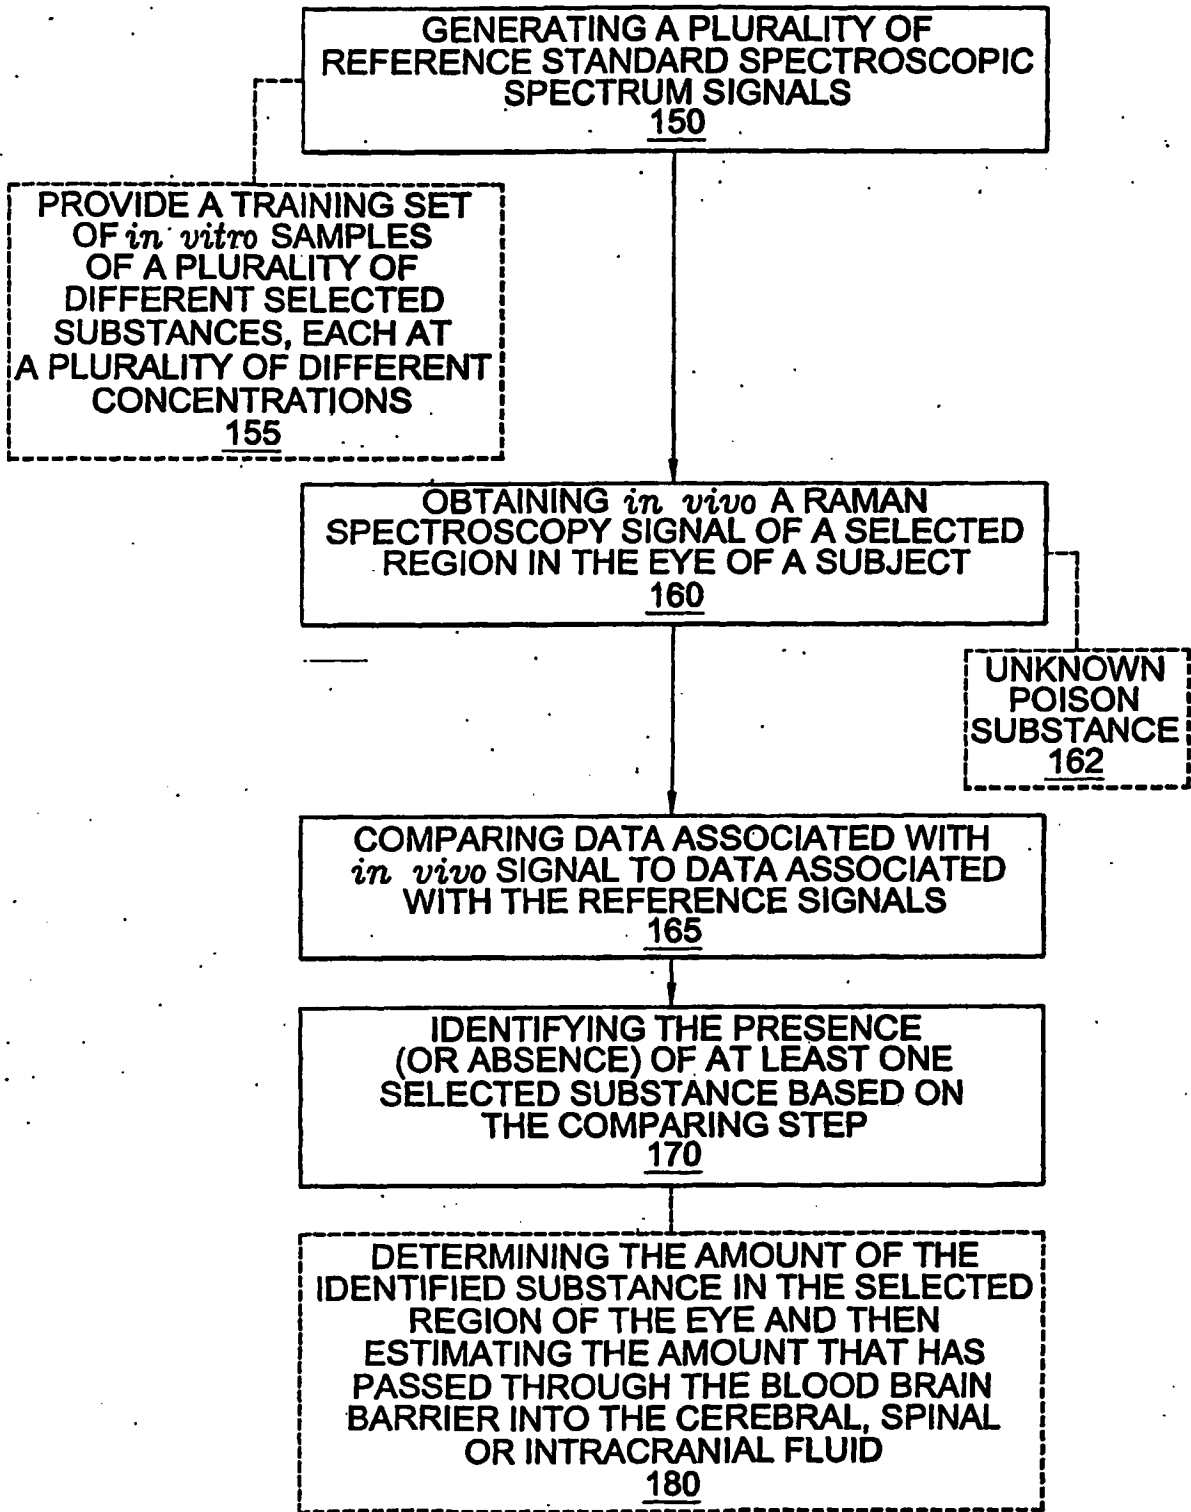 GENERATING A PLURALITY OF
REFERENCE STANDARD SPECTROSCOPIC
SPECTRUM SIGNALS
150
PROVIDE A TRAINING SET
OF in vitro SAMPLES
OF A PLURALITY OF
DIFFERENT SELECTED
SUBSTANCES, EACH AT
A PLURALITY OF DIFFERENT
CONCENTRATIONS
155
OBTAINING in vivo A RAMAN
SPECTROSCOPY SIGNAL OF A SELECTED
REGION IN THE EYE OF A SUBJECT
160
UNKNOWN
POISON
SUBSTANCE
162
COMPARING DATA ASSOCIATED WITH
in vivo SIGNAL TO DATA ASSOCIATED
WITH THE REFERENCE SIGNALS
165
IDENTIFYING THE PRESENCE
(OR ABSENCE) OF AT LEAST ONE
SELECTED SUBSTANCE BASED ON
THE COMPARING STEP
170
DETERMINING THE AMOUNT OF THE
IDENTIFIED SUBSTANCE IN THE SELECTED
REGION OF THE EYE AND THEN
ESTIMATING THE AMOUNT THAT HAS
PASSED THROUGH THE BLOOD BRAIN
BARRIER INTO THE CEREBRAL, SPINAL
OR INTRACRANIAL FLUID
180